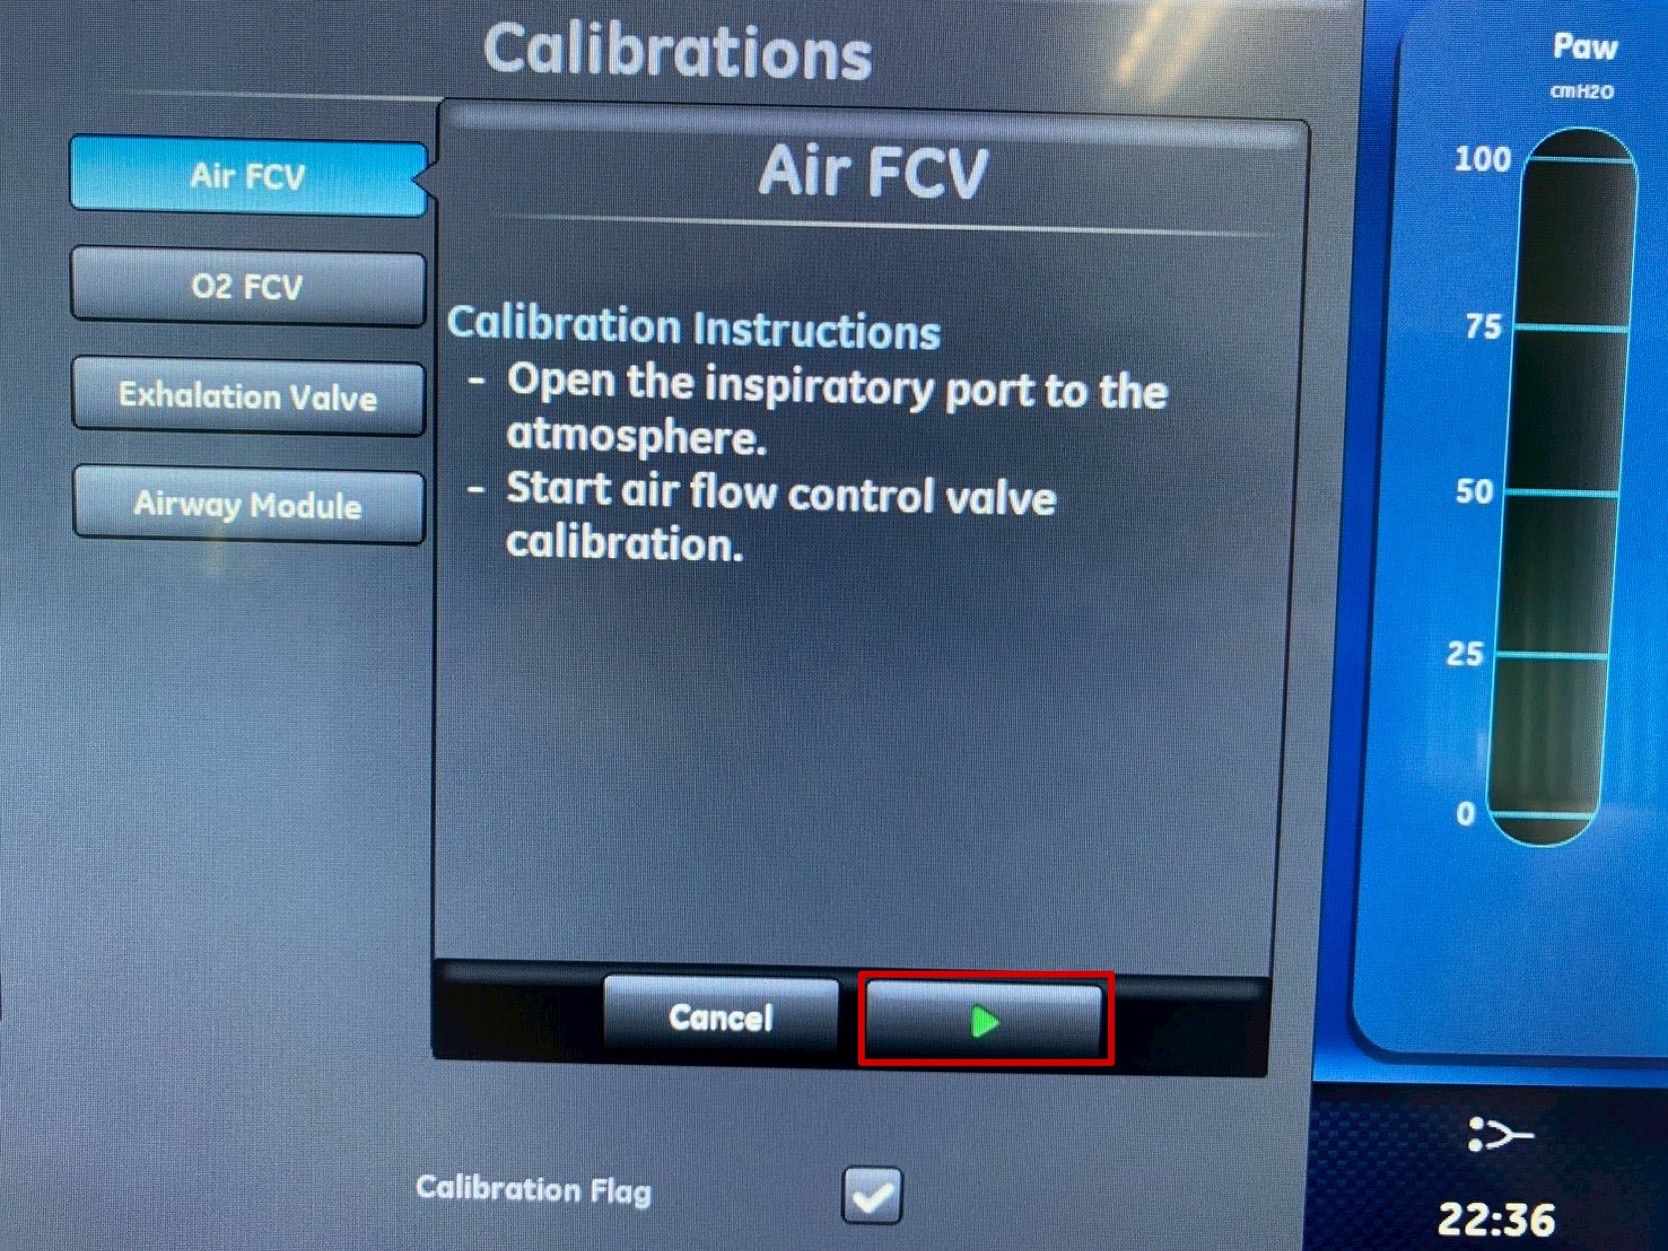 Calibrations
Air FCV
O2 FCV
Exhalation Valve
Airway Module
Air FCV
Calibration Instructions
- Open the inspiratory port to the
atmosphere.
- Start air flow control valve
calibration.
Cancel
Calibration Flag
Paw
cmH2O
100
75
50
25
0
22:36